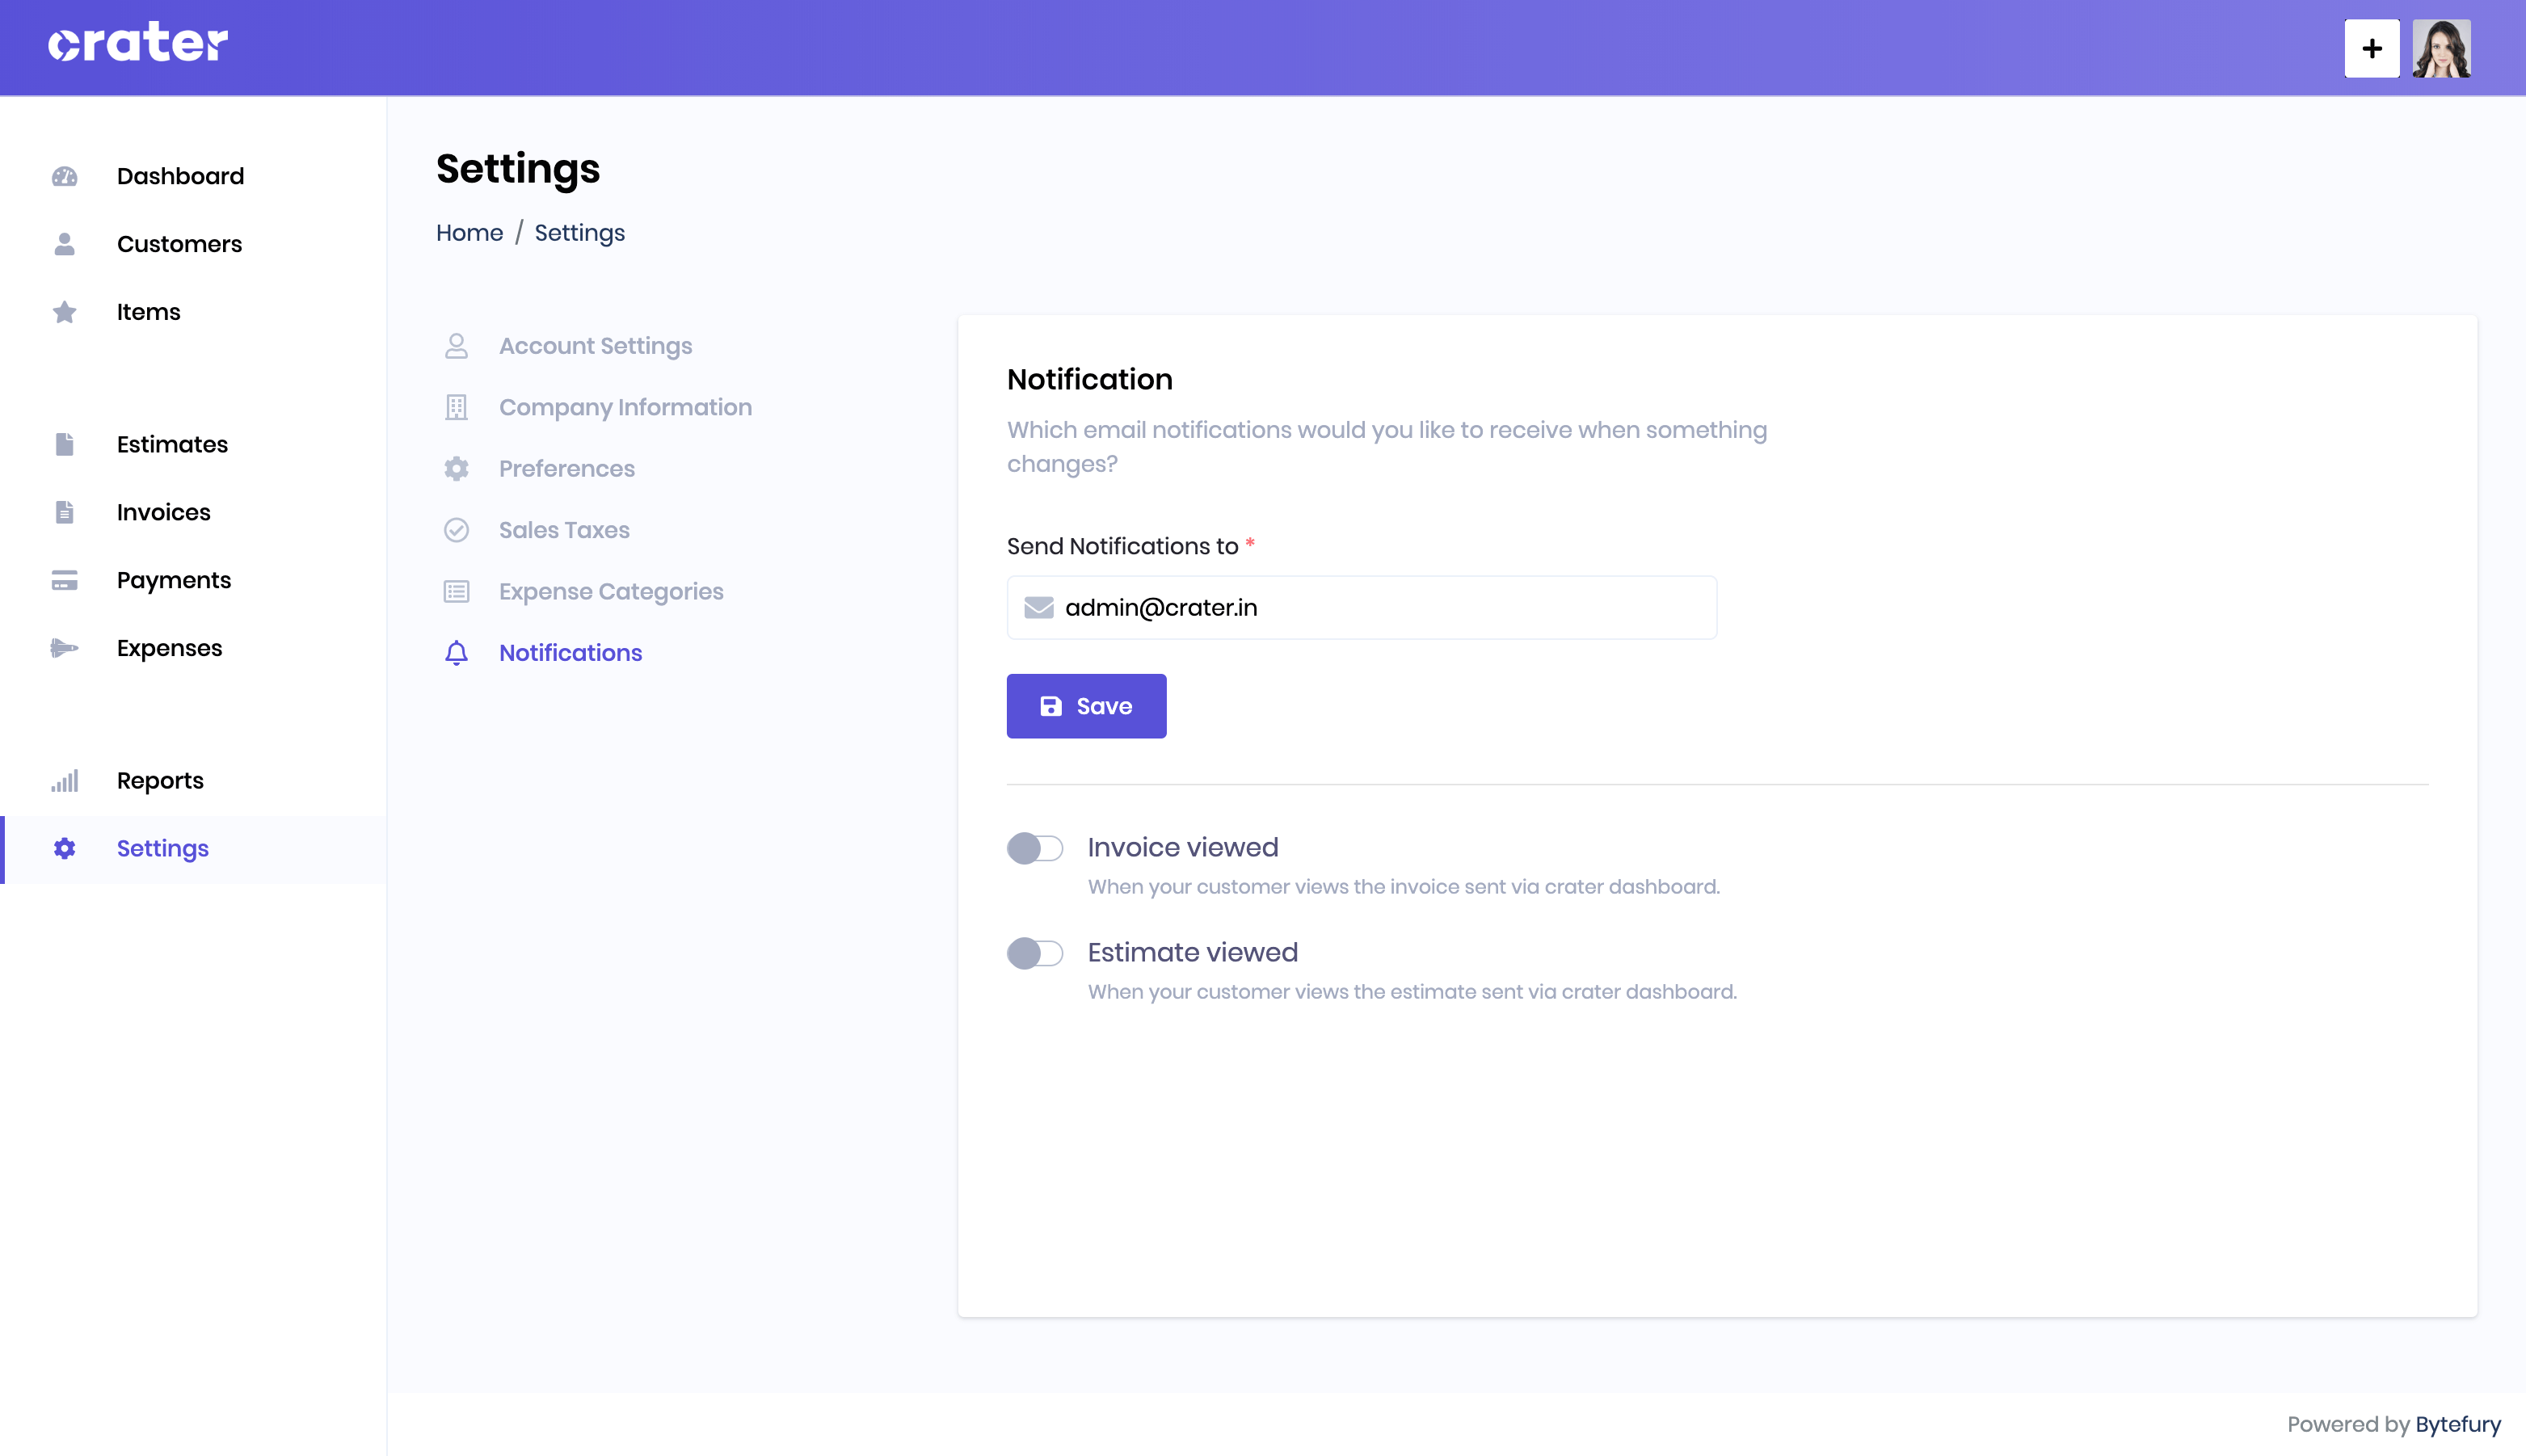 crater
Dashboard
Customers
Items
Estimates
Invoices
Payments
Expenses
Reports
Settings
Settings
Home / Settings
Account Settings
Company Information
Preferences
Sales Taxes
Expense Categories
Notifications
Notification
Which email notifications would you like to receive when something
changes?
Send Notifications to *
admin@crater.in
Save
Invoice viewed
When your customer views the invoice sent via crater dashboard.
Estimate viewed
When your customer views the estimate sent via crater dashboard.
Powered by Bytefury